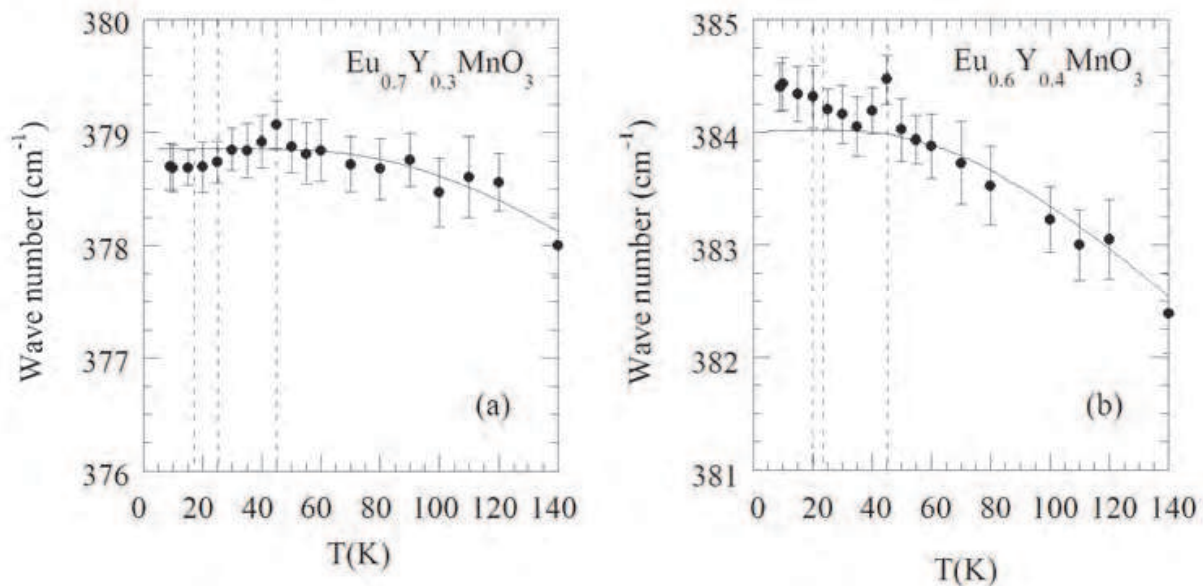 380
379
378
377
376
Wave number (cm⁻¹)
Eu₀.₇Y₀.₃MnO₃
(a)
0 20 40 60 80 100 120 140
T(K)
385
384
383
382
381
Wave number (cm⁻¹)
Eu₀.₆Y₀.₄MnO₃
(b)
0 20 40 60 80 100 120 140
T(K)